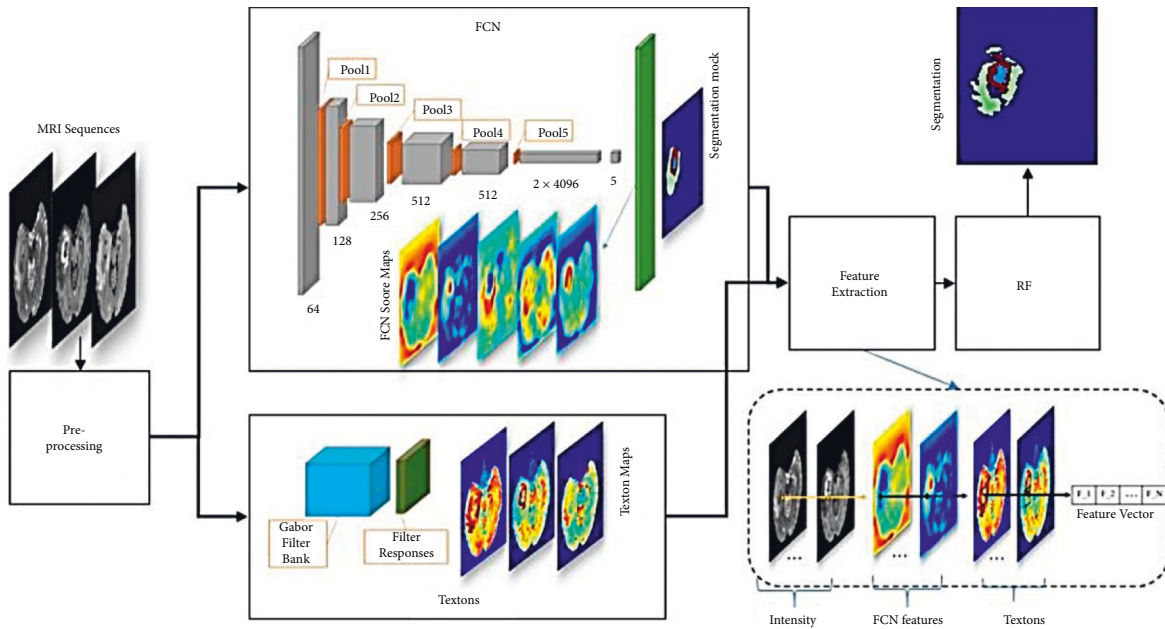 MRI Sequences
Pre-
processing
FCN
Pool1
Pool2
Pool3
Pool4
Pool5
64
128
256
512
512
2 × 4096
5
FCN Soore Maps
Segmentation mock
Gabor
Filter
Bank
Filter
Responses
Texton Maps
Textons
Feature
Extraction
RF
Segmentation
...
...
...
F_1 F_2 ... F_N
Feature Vector
Intensity
FCN features
Textons